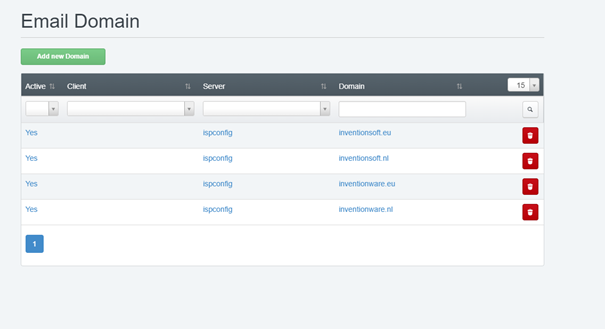 Email Domain
Add new Domain
Active Client Server Domain 15
Yes ispconfig inventionsoft.eu
Yes ispconfig inventionsoft.nl
Yes ispconfig inventionware.eu
Yes ispconfig inventionware.nl
1